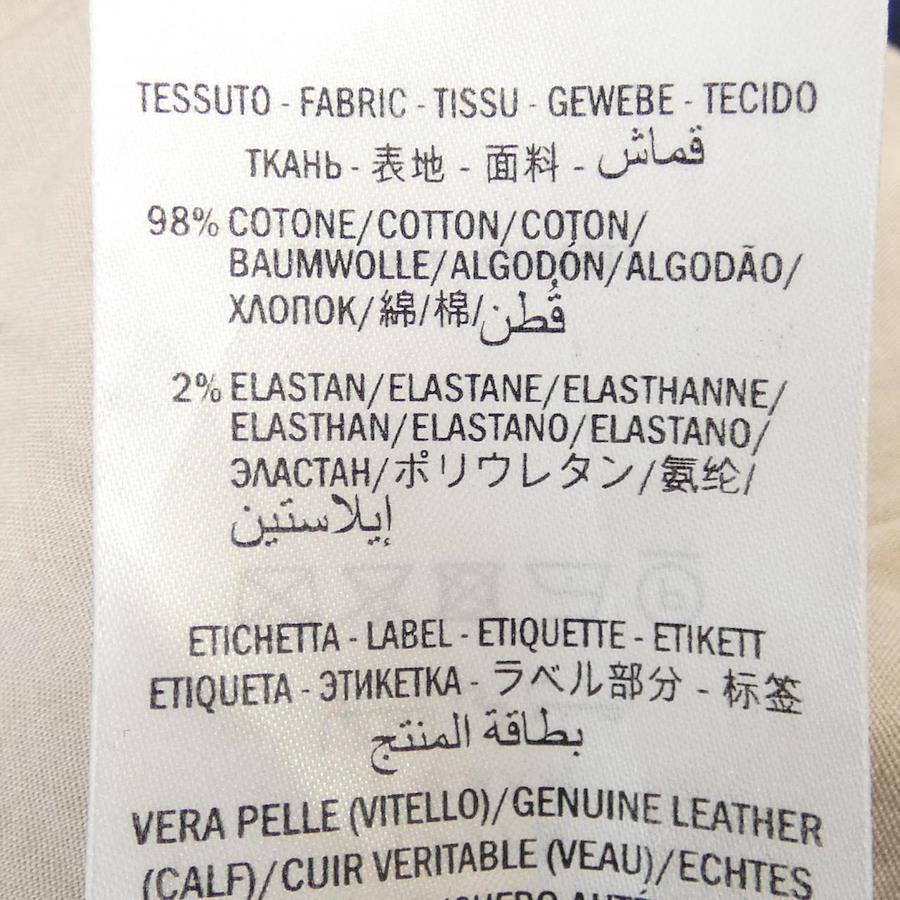 TESSUTO - FABRIC - TISSU - GEWEBE - TECIDO
ТКАНЬ - 表地 - 面料 - قماش
98% COTONE/COTTON/COTON/
BAUMWOLLE/ALGODÓN/ALGODÃO/
ХЛОПОК/綿/棉/قُطن
2% ELASTAN/ELASTANE/ELASTHANNE/
ELASTHAN/ELASTANO/ELASTANO/
ЭЛАСТАН/ポリウレタン/氨纶/
إيلاستين
ETICHETTA - LABEL - ETIQUETTE - ETIKETT
ETIQUETA - ЭТИКЕТКА - ラベル部分 - 标签
بطاقة المنتج
VERA PELLE (VITELLO)/GENUINE LEATHER
(CALF)/CUIR VERITABLE (VEAU)/ECHTES